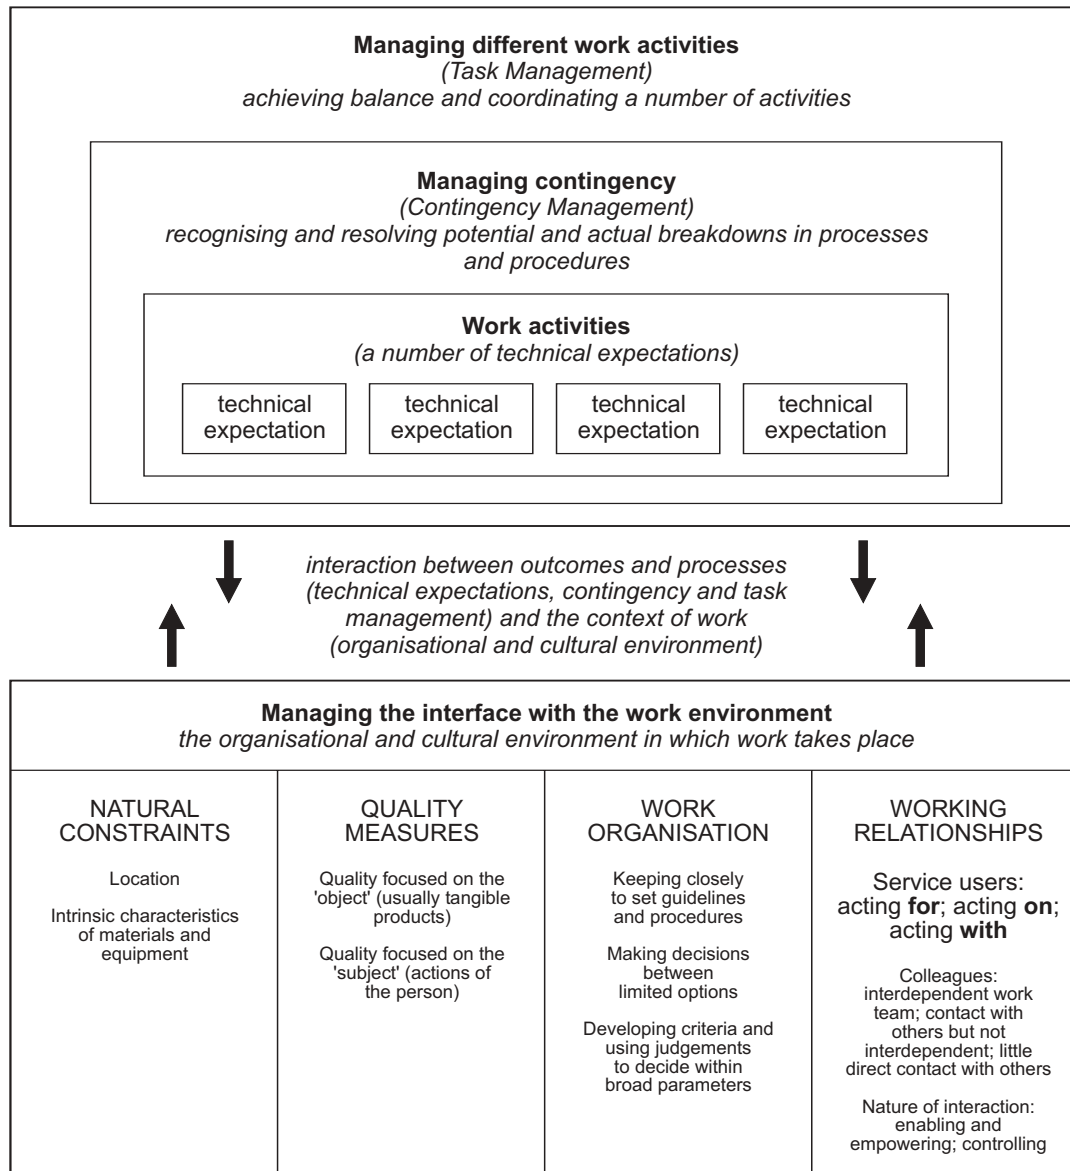 Managing different work activities
(Task Management)
achieving balance and coordinating a number of activities
Managing contingency
(Contingency Management)
recognising and resolving potential and actual breakdowns in processes
and procedures
Work activities
(a number of technical expectations)
technical
expectation
technical
expectation
technical
expectation
technical
expectation
interaction between outcomes and processes
(technical expectations, contingency and task
management) and the context of work
(organisational and cultural environment)
Managing the interface with the work environment
the organisational and cultural environment in which work takes place
NATURAL
CONSTRAINTS
Location
Intrinsic characteristics
of materials and
equipment
QUALITY
MEASURES
Quality focused on the
'object' (usually tangible
products)
Quality focused on the
'subject' (actions of
the person)
WORK
ORGANISATION
Keeping closely
to set guidelines
and procedures
Making decisions
between
limited options
Developing criteria and
using judgements
to decide within
broad parameters
WORKING
RELATIONSHIPS
Service users:
acting for; acting on;
acting with
Colleagues:
interdependent work
team; contact with
others but not
interdependent; little
direct contact with others
Nature of interaction:
enabling and
empowering; controlling